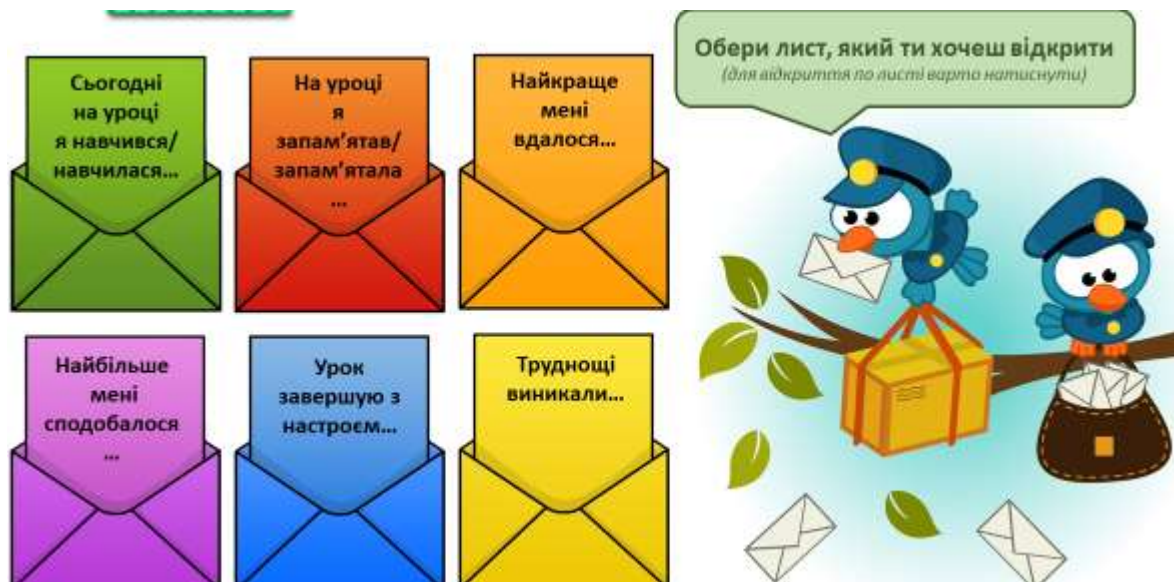 Сьогодні
на уроці
я навчився/
навчилася...
На уроці
я
запам’ятав/
запам’ятала
...
Найкраще
мені
вдалося...
Обери лист, який ти хочеш відкрити
(для відкриття по листі варто натиснути)
Найбільше
мені
сподобалося
...
Урок
завершую з
настроєм...
Труднощі
виникали...